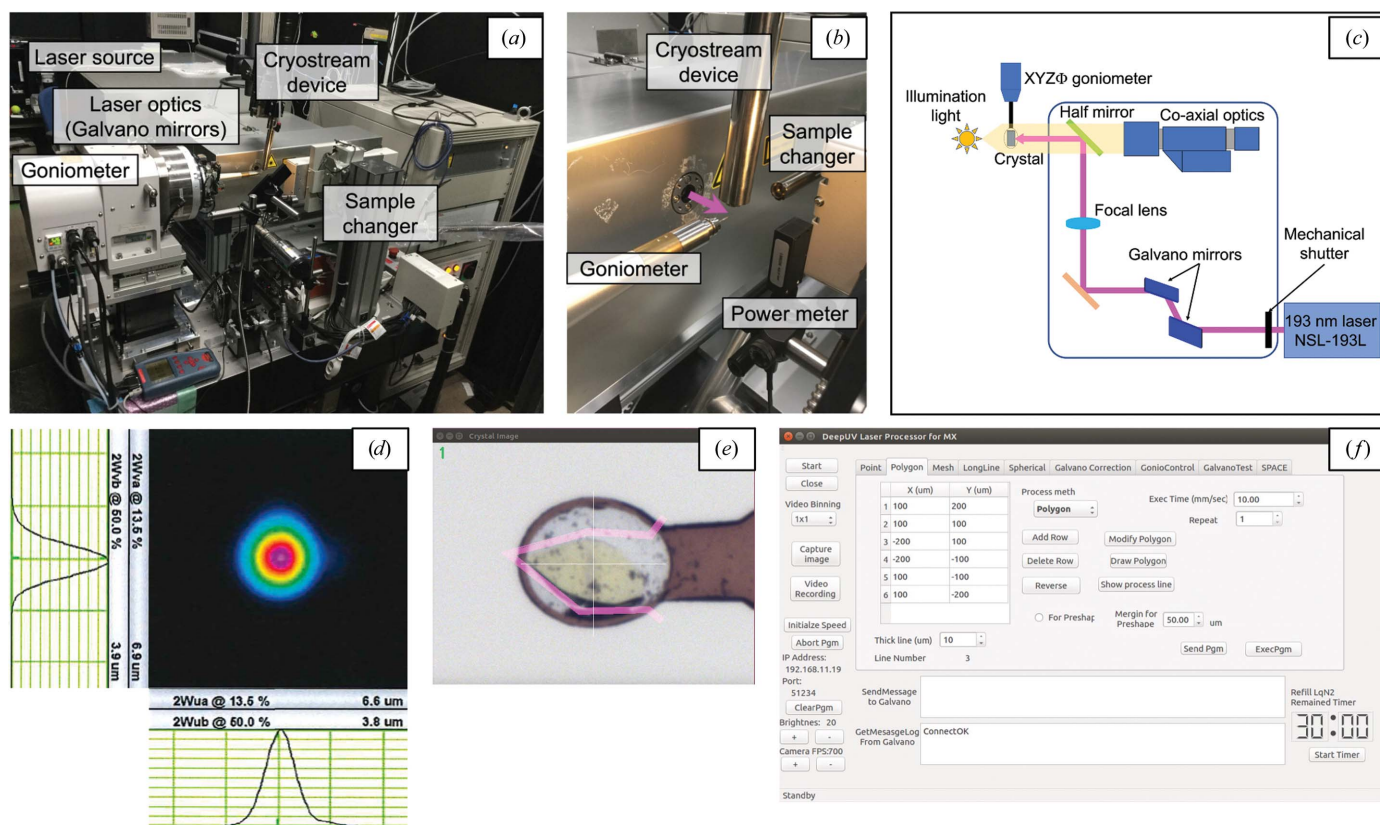 (a)
Laser source
Cryostream
device
Laser optics
(Galvano mirrors)
Goniometer
Sample
changer
(b)
Cryostream
device
Sample
changer
Goniometer
Power meter
(c)
XYZΦ goniometer
Illumination
light
Half mirror
Co-axial optics
Crystal
Focal lens
Galvano mirrors
Mechanical
shutter
193 nm laser
NSL-193L
(d)
2Wva @ 13.5 %
6.9 um
2Wvb @ 50.0 %
3.9 um
2Wua @ 13.5 %
6.6 um
2Wub @ 50.0 %
3.8 um
(e)
Crystal Image
1
(f)
DeepUV Laser Processor for MX
Start
Close
Video Binning
1x1
Capture
image
Video
Recording
Initialze Speed
Abort Pgm
IP Address:
192.168.11.19
Port:
51234
ClearPgm
Brightnes: 20
+ -
Camera FPS:700
+ -
Standby
Point Polygon Mesh LongLine Spherical Galvano Correction GonioControl GalvanoTest SPACE
X (um) Y (um)
1 100 200
2 100 100
3 -200 100
4 -200 -100
5 100 -100
6 100 -200
Process meth
Polygon
Exec Time (mm/sec) 10.00
Repeat 1
Add Row Modify Polygon
Delete Row Draw Polygon
Reverse Show process line
For Preshap
Mergin for
Preshape 50.00 um
Thick line (um) 10
Line Number 3
Send Pgm ExecPgm
SendMessage
to Galvano
GetMesasgeLog
From Galvano
ConnectOK
Refill LqN2
Remained Timer
30:00
Start Timer